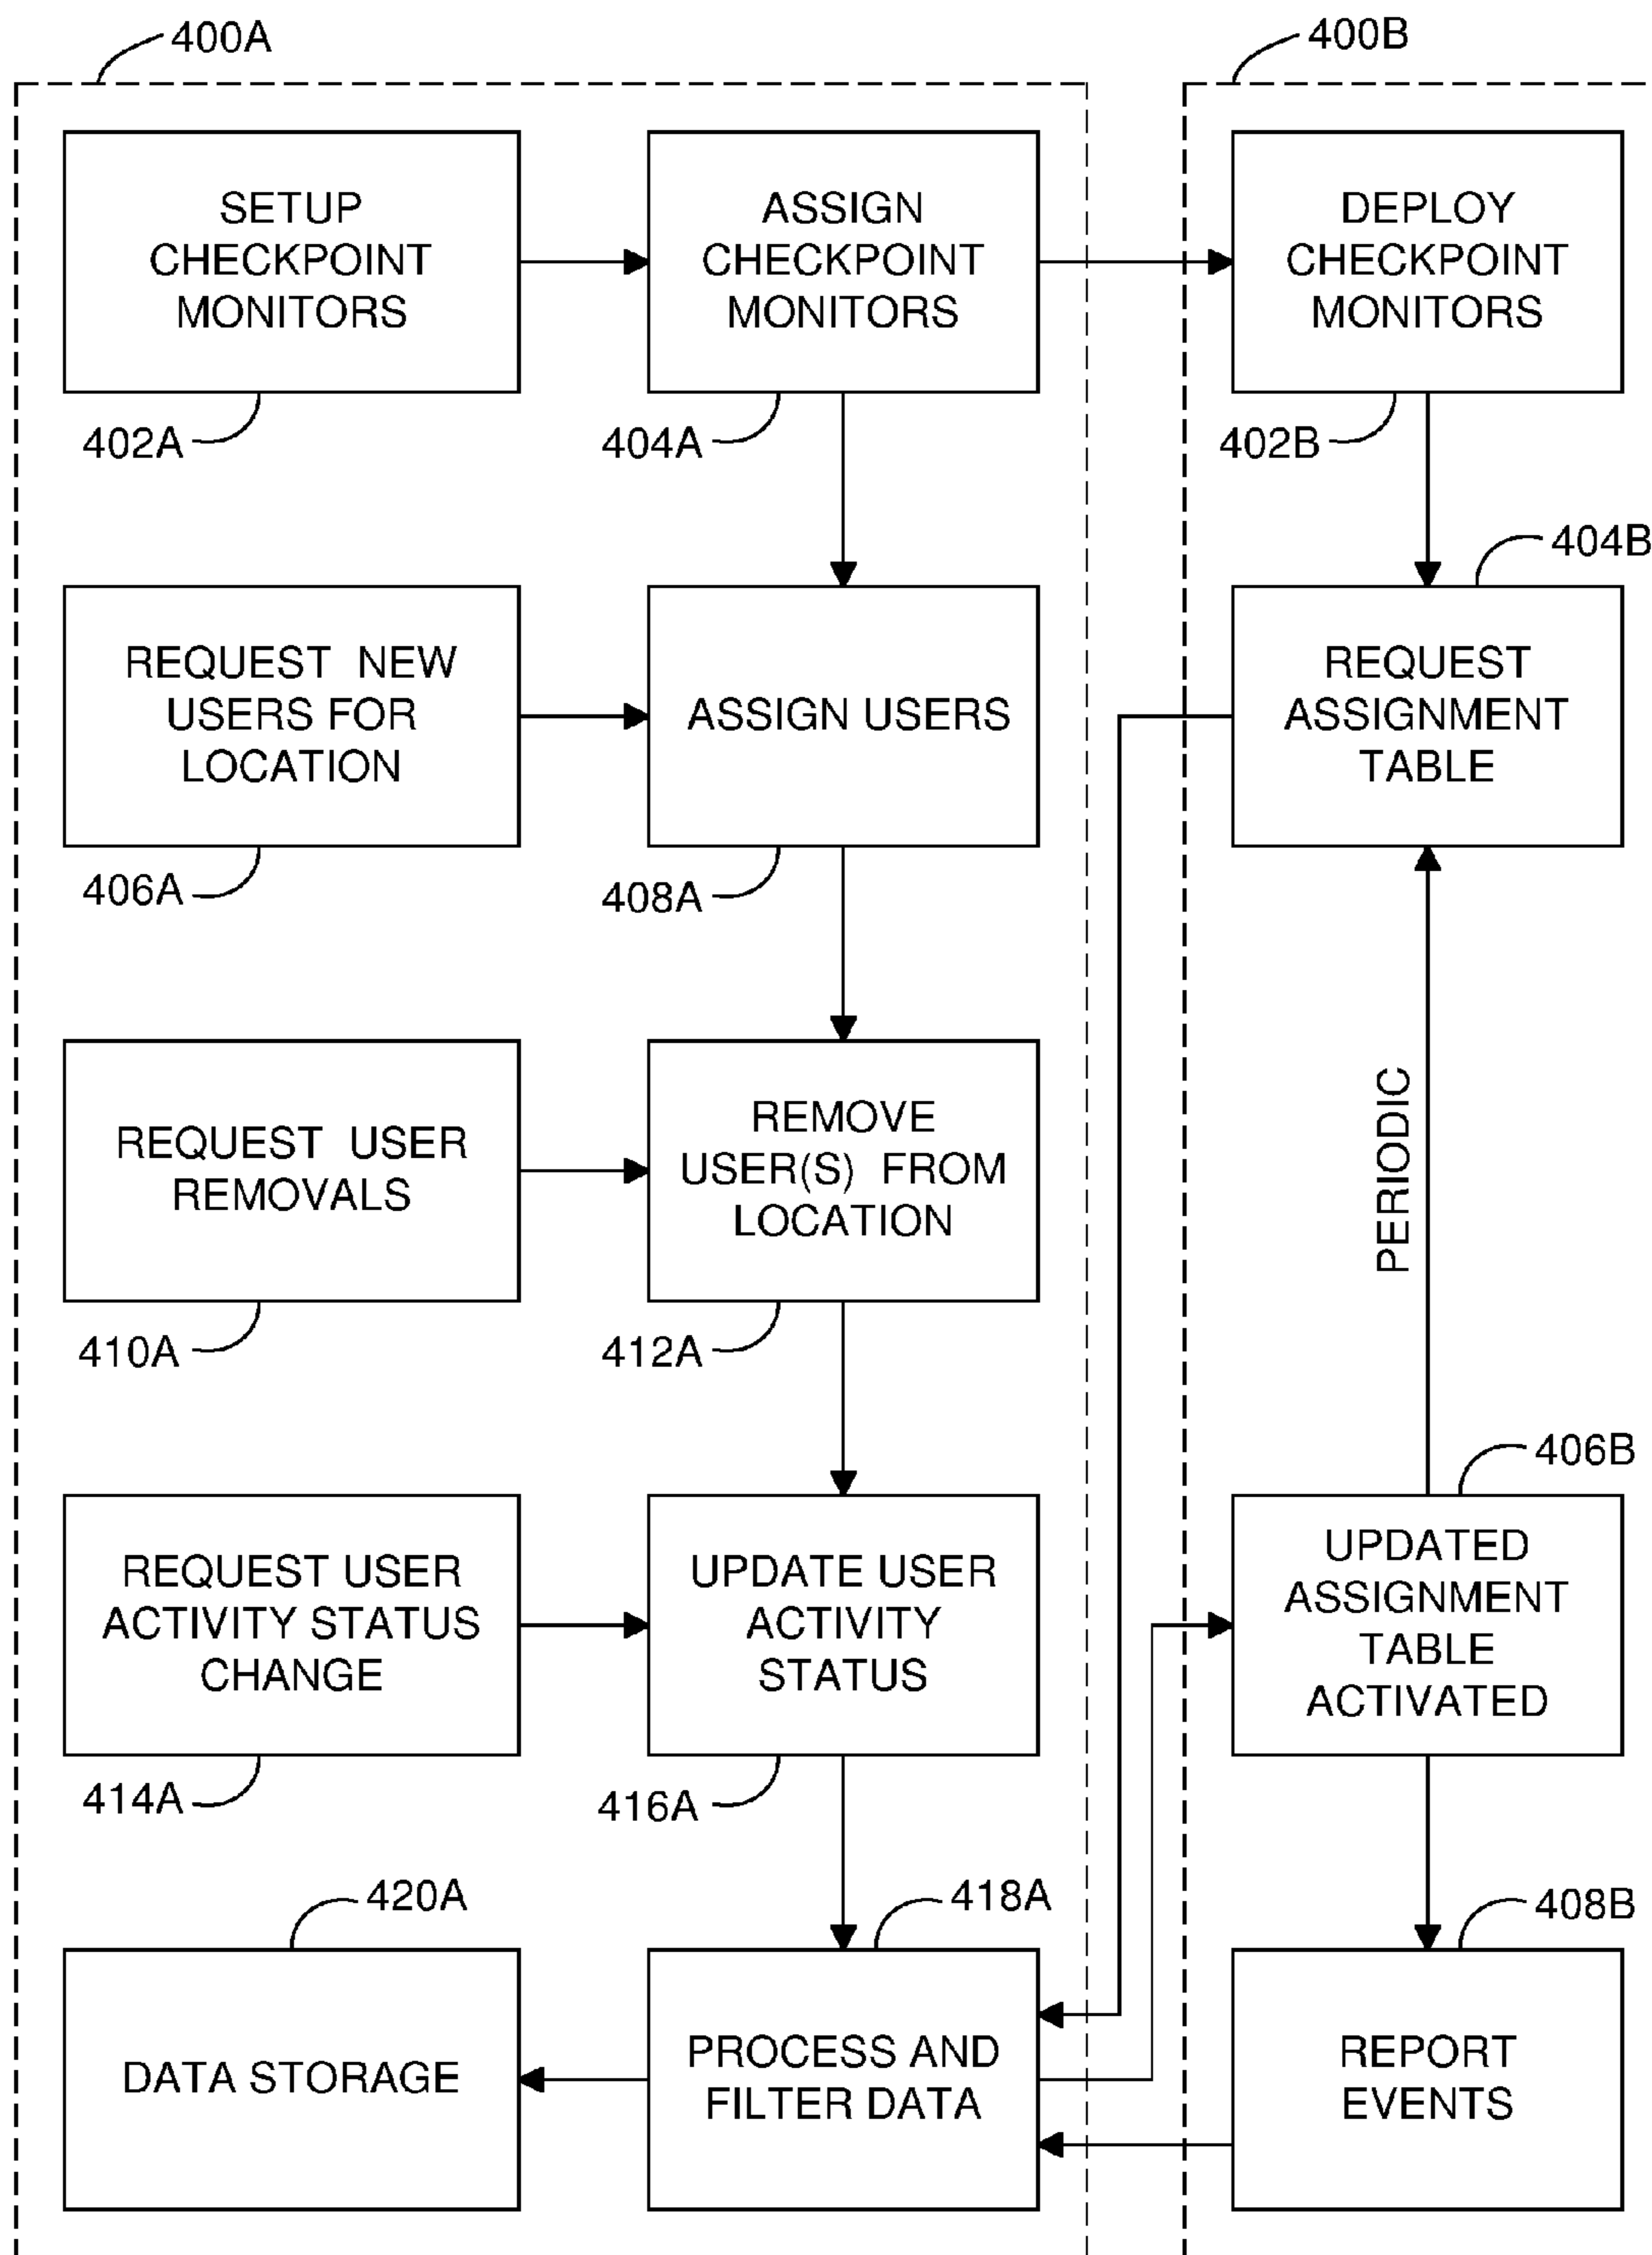 400A
400B
SETUP
CHECKPOINT
MONITORS
ASSIGN
CHECKPOINT
MONITORS
DEPLOY
CHECKPOINT
MONITORS
402A
404A
402B
404B
REQUEST NEW
USERS FOR
LOCATION
ASSIGN USERS
REQUEST
ASSIGNMENT
TABLE
406A
408A
REQUEST USER
REMOVALS
REMOVE
USER(S) FROM
LOCATION
PERIODIC
410A
412A
406B
REQUEST USER
ACTIVITY STATUS
CHANGE
UPDATE USER
ACTIVITY
STATUS
UPDATED
ASSIGNMENT
TABLE
ACTIVATED
414A
416A
420A
418A
408B
DATA STORAGE
PROCESS AND
FILTER DATA
REPORT
EVENTS